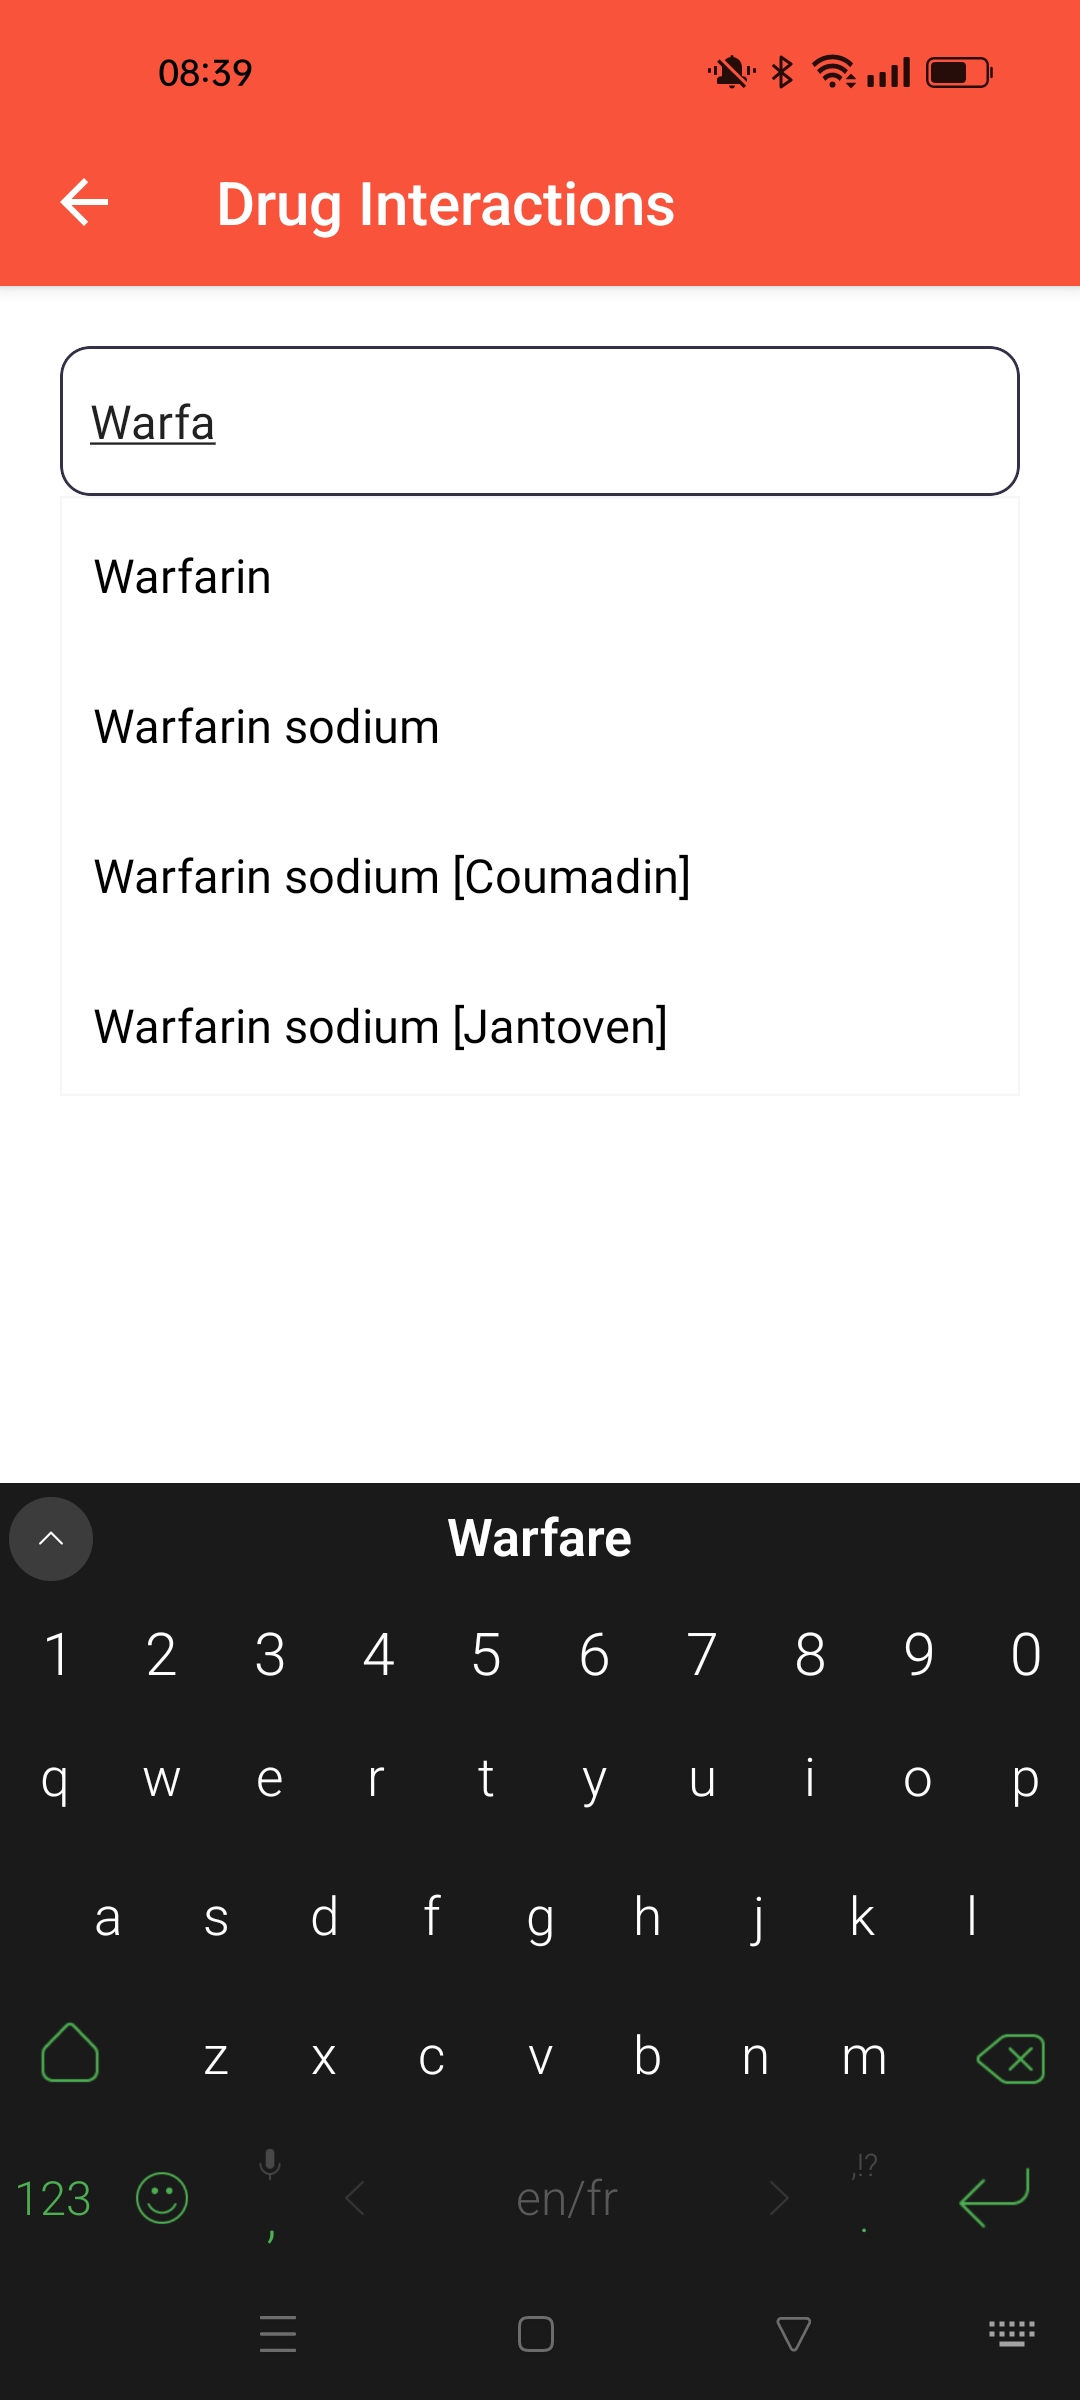 08:39
Drug Interactions
Warfa
Warfarin
Warfarin sodium
Warfarin sodium [Coumadin]
Warfarin sodium [Jantoven]
Warfare
1 2 3 4 5 6 7 8 9 0
q w e r t y u i o p
a s d f g h j k l
z x c v b n m
,!?
123 , en/fr .